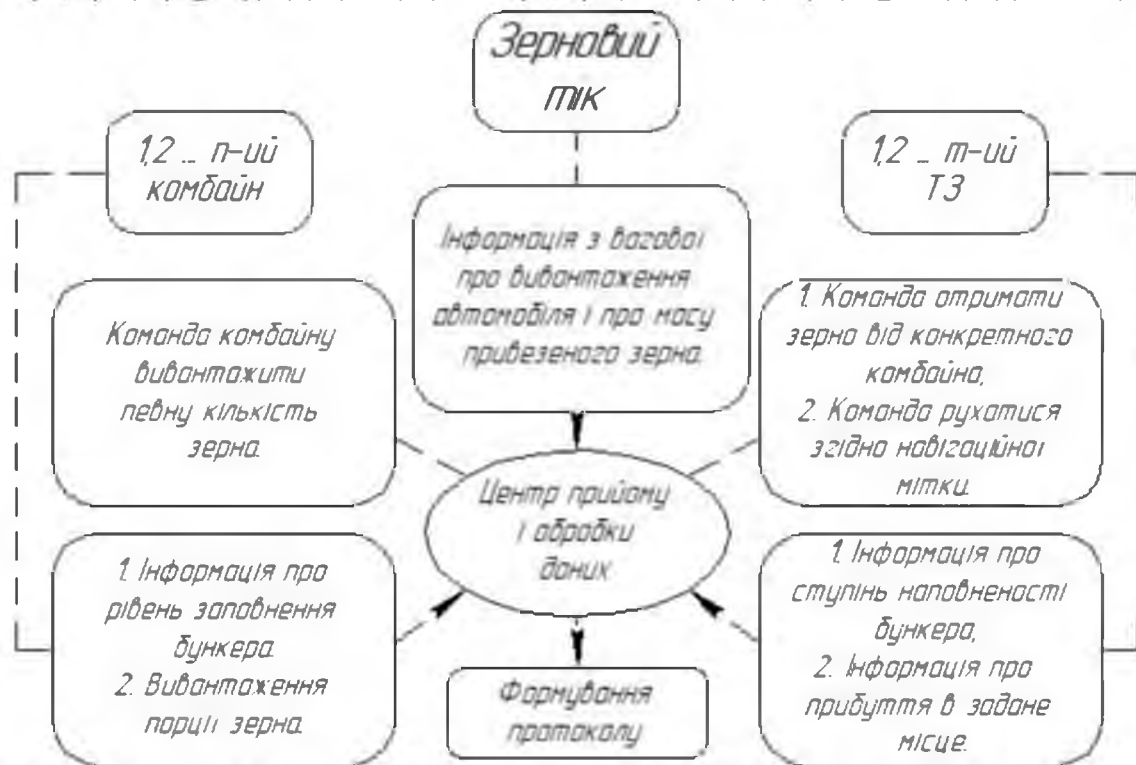 Зерновий
тік
1,2 ... п-ий
комбайн
1,2 ... т-ий
ТЗ
Інформація з вагової
про вивантаження
автомобіля і про масу
привезеного зерна.
Команда комбайну
вивантажити
певну кількість
зерна.
1. Команда отримати
зерно від конкретного
комбайна;
2. Команда рухатися
згідно навігаційної
мітки.
Центр прийому
і обробки
даних
1. Інформація про
рівень заповнення
бункера.
2. Вивантаження
порції зерна.
Формування
протоколу
1. Інформація про
ступінь наповненості
бункера;
2. Інформація про
прибуття в задане
місце.